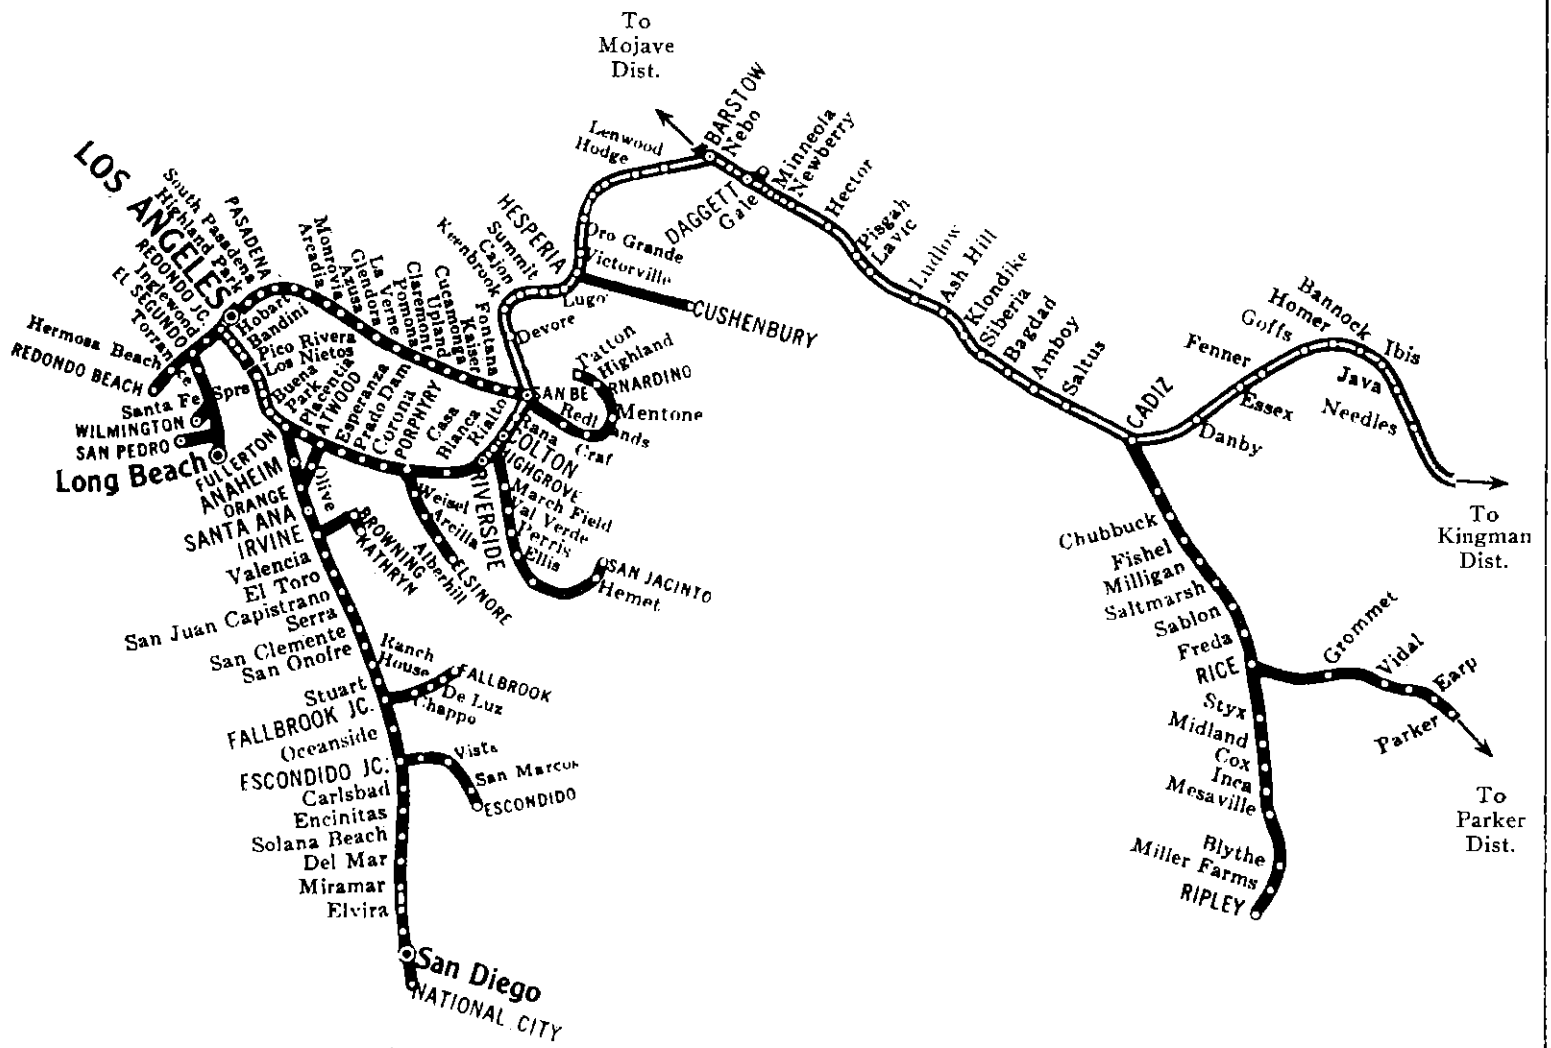 To
Mojave
Dist.
BARSTOW
Nebo
Minneola
Newberry
Lenwood
Hodge
DAGGETT
Gale
Hector
Pisgah
Lavic
Ludlow
Ash Hill
Klondike
Siberia
Bagdad
Amboy
Saltus
CADIZ
Danby
Essex
Fenner
Goffs
Homer
Bannock
Ibis
Java
Needles
To
Kingman
Dist.
HESPERIA
Oro Grande
Victorville
Lugo
CUSHENBURY
Summit
Cajon
Keenbrook
Devore
LOS ANGELES
South Pasadena
Highland Park
PASADENA
REDONDO JC.
Inglewood
EL SEGUNDO
Torrance
Hermosa Beach
REDONDO BEACH
Santa Fe Sprs
WILMINGTON
SAN PEDRO
Long Beach
Hobart
Bandini
Pico Rivera
Los Nietos
Buena
Park
Arcadia
Monrovia
Azusa
Glendora
La Verne
Pomona
Claremont
Upland
Cucamonga
Kaiser
Fontana
SAN BERNARDINO
Patton
Highland
Mentone
Redlands
Craf
Rialto
Rana
COLTON
HIGHGROVE
RIVERSIDE
Casa
Blanca
PORPHYRY
Corona
Prado Dam
Esperanza
ATWOOD
Placentia
FULLERTON
ANAHEIM
ORANGE
Olive
SANTA ANA
IRVINE
BROWNING
KATHRYN
Weisel
Arcilla
Alberhill
ELSINORE
March Field
Val Verde
Perris
Ellis
SAN JACINTO
Hemet
Valencia
El Toro
San Juan Capistrano
Serra
San Clemente
San Onofre
Stuart
FALLBROOK JC.
Ranch
House
FALLBROOK
De Luz
Chappo
Oceanside
ESCONDIDO JC.
Vista
San Marcos
ESCONDIDO
Carlsbad
Encinitas
Solana Beach
Del Mar
Miramar
Elvira
San Diego
NATIONAL CITY
Chubbuck
Fishel
Milligan
Saltmarsh
Sablon
Freda
RICE
Grommet
Vidal
Earp
Parker
To
Parker
Dist.
Styx
Midland
Cox
Inca
Mesaville
Blythe
Miller Farms
RIPLEY